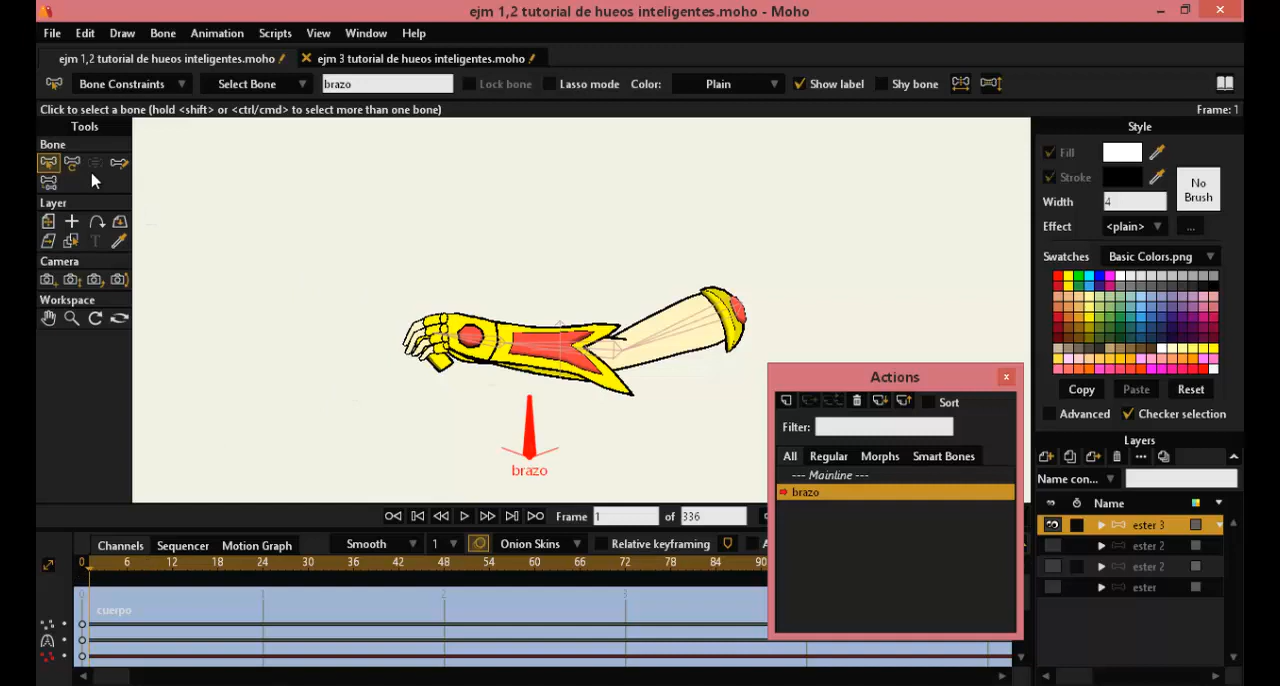 ejm 1,2 tutorial de hueos inteligentes.moho - Moho
File Edit Draw Bone Animation Scripts View Window Help
ejm 1,2 tutorial de hueos inteligentes.moho ejm 3 tutorial de hueos inteligentes.moho
Bone Constraints Select Bone brazo Lock bone Lasso mode Color: Plain Show label Shy bone
Click to select a bone (hold <shift> or <ctrl/cmd> to select more than one bone) Frame: 1
Tools
Bone
Layer
T
Camera
Workspace
brazo
Style
Fill
Stroke
No Brush
Width 4
Effect <plain> ...
Swatches Basic Colors.png
Copy Paste Reset
Advanced Checker selection
Actions x
Sort
Filter:
All Regular Morphs Smart Bones
--- Mainline ---
brazo
Layers
Name con...
Name
ester 3
ester 2
ester 2
ester
Frame 1 of 336
Channels Sequencer Motion Graph Smooth 1 Onion Skins Relative keyframing
0 6 12 18 24 30 36 42 48 54 60 66 72 78 84 90
0 1 2 3
cuerpo